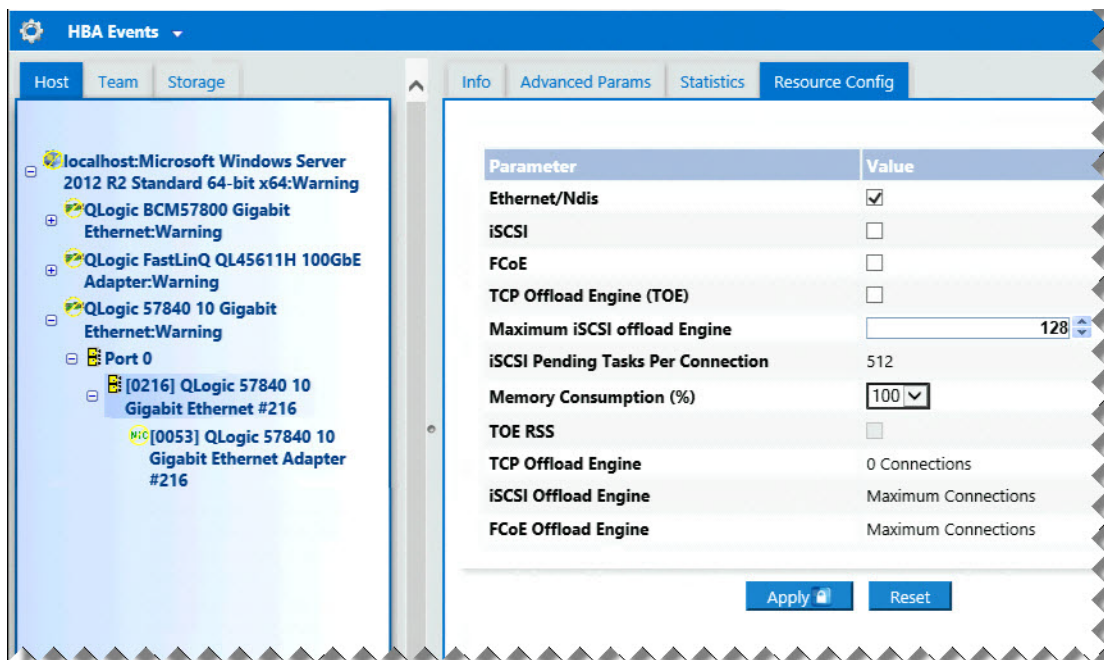 HBA Events
Host Team Storage
localhost:Microsoft Windows Server
2012 R2 Standard 64-bit x64:Warning
QLogic BCM57800 Gigabit
Ethernet:Warning
QLogic FastLinQ QL45611H 100GbE
Adapter:Warning
QLogic 57840 10 Gigabit
Ethernet:Warning
Port 0
[0216] QLogic 57840 10
Gigabit Ethernet #216
NIC [0053] QLogic 57840 10
Gigabit Ethernet Adapter
#216
Info Advanced Params Statistics Resource Config
Parameter Value
Ethernet/Ndis
iSCSI
FCoE
TCP Offload Engine (TOE)
Maximum iSCSI offload Engine 128
iSCSI Pending Tasks Per Connection 512
Memory Consumption (%) 100
TOE RSS
TCP Offload Engine 0 Connections
iSCSI Offload Engine Maximum Connections
FCoE Offload Engine Maximum Connections
Apply Reset